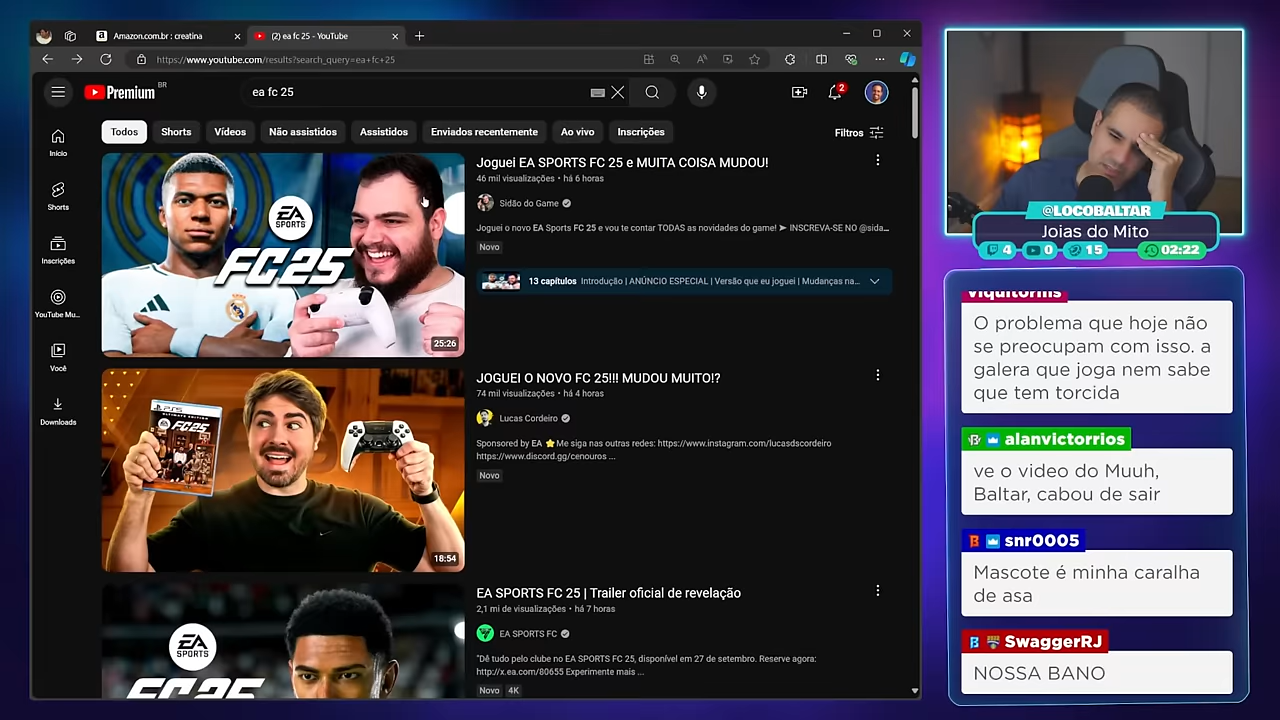 Amazon.com.br : creatina
(2) ea fc 25 - YouTube
https://www.youtube.com/results?search_query=ea+fc+25
Premium BR
ea fc 25
2
Todos
Shorts
Vídeos
Não assistidos
Assistidos
Enviados recentemente
Ao vivo
Inscrições
Filtros
Início
Shorts
Inscrições
YouTube Mu...
Você
Downloads
EA
SPORTS
FC25
25:26
Joguei EA SPORTS FC 25 e MUITA COISA MUDOU!
46 mil visualizações • há 6 horas
Sidão do Game
Joguei o novo EA Sports FC 25 e vou te contar TODAS as novidades do game! ➤ INSCREVA-SE NO @sida...
Novo
13 capítulos Introdução | ANÚNCIO ESPECIAL | Versão que eu joguei | Mudanças na...
PS5
FC25
18:54
JOGUEI O NOVO FC 25!!! MUDOU MUITO!?
74 mil visualizações • há 4 horas
Lucas Cordeiro
Sponsored by EA ⭐Me siga nas outras redes: https://www.instagram.com/lucasdscordeiro
https://www.discord.gg/cenouros ...
Novo
EA
SPORTS
FC25
EA SPORTS FC 25 | Trailer oficial de revelação
2,1 mi de visualizações • há 7 horas
EA SPORTS FC
"Dê tudo pelo clube no EA SPORTS FC 25, disponível em 27 de setembro. Reserve agora:
http://x.ea.com/80655 Experimente mais ...
Novo 4K
@LOCOBALTAR
Joias do Mito
4 0 15 02:22
viquitorms
O problema que hoje não
se preocupam com isso. a
galera que joga nem sabe
que tem torcida
alanvictorrios
ve o video do Muuh,
Baltar, cabou de sair
snr0005
Mascote é minha caralha
de asa
SwaggerRJ
NOSSA BANO